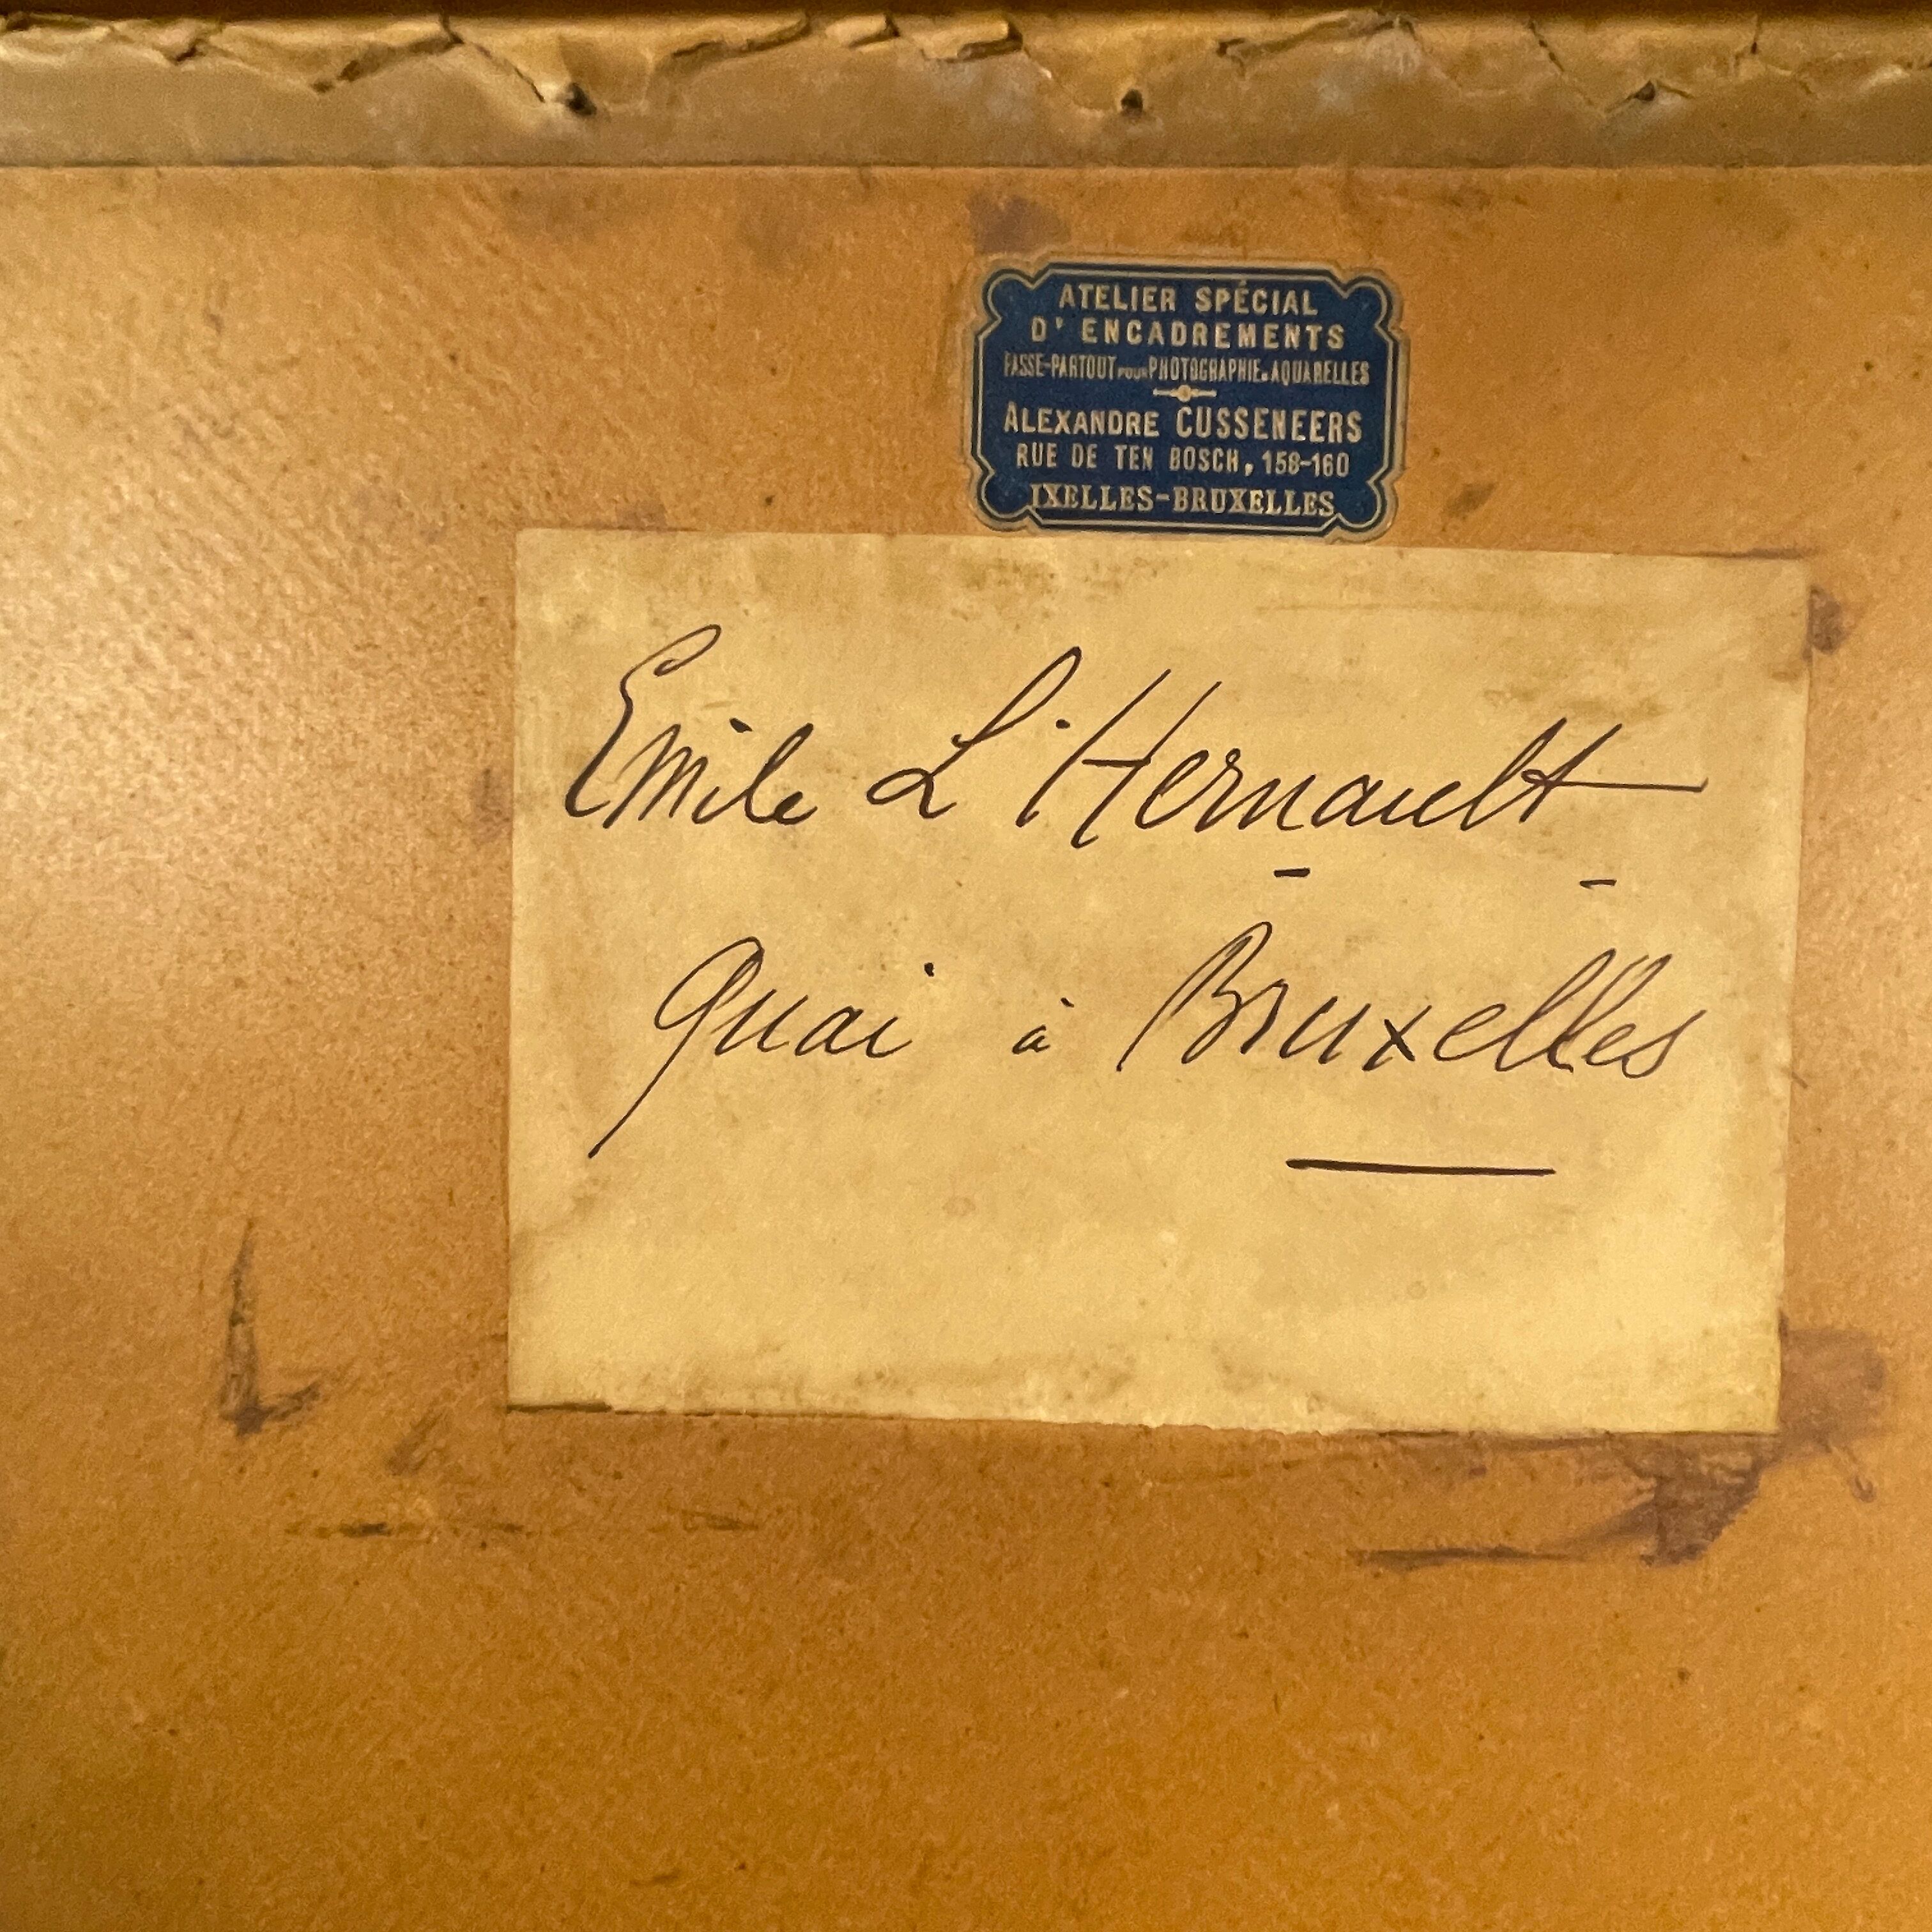 ATELIER SPÉCIAL
D' ENCADREMENTS
PASSE-PARTOUT POUR PHOTOGRAPHIE & AQUARELLES
ALEXANDRE CUSSENEERS
RUE DE TEN BOSCH, 158-160
IXELLES-BRUXELLES
Emile L'Hernault
Quai à Bruxelles